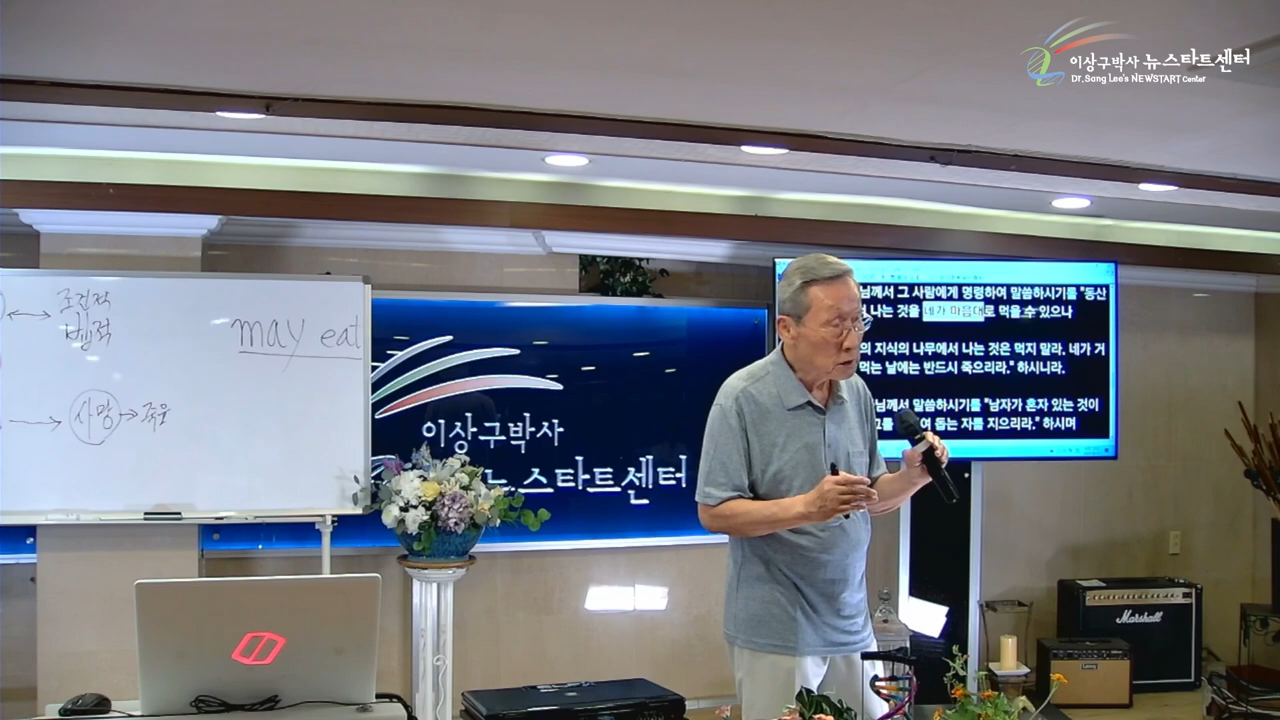 이상구박사 뉴스타트센터
Dr. Sang Lee's NEWSTART Center
조건적
법적
may eat
사망 → 죽음
이상구박사
뉴스타트센터
님께서 그 사람에게 명령하여 말씀하시기를 "동산
나는 것을 네가 마음대로 먹을 수 있으나
의 지식의 나무에서 나는 것은 먹지 말라. 네가 거
먹는 날에는 반드시 죽으리라." 하시니라.
님께서 말씀하시기를 "남자가 혼자 있는 것이
돕는 자를 지으리라." 하시며
Marshall
Laney